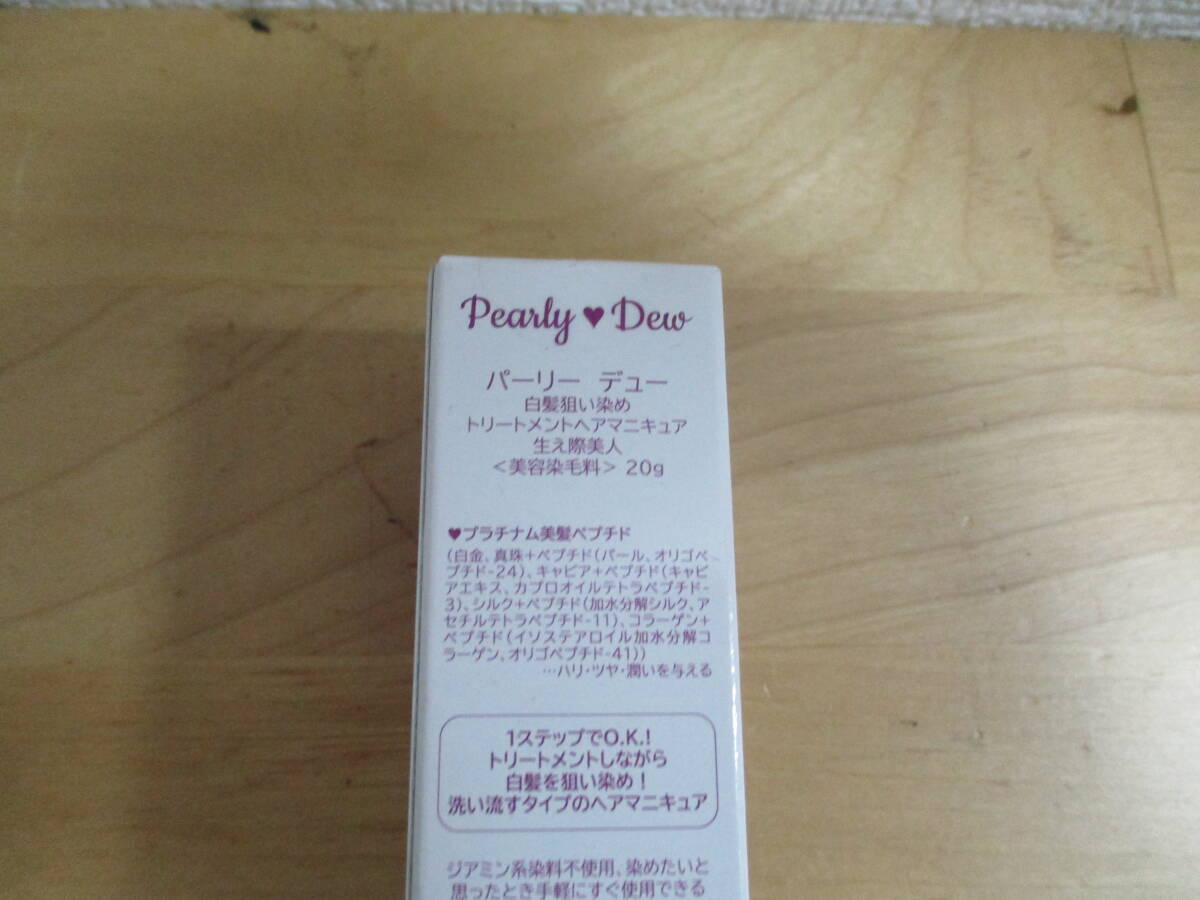 Pearly ♥ Dew
パーリー デュー
白髪狙い染め
トリートメントヘアマニキュア
生え際美人
＜美容染毛料＞ 20g
♥プラチナム美髪ペプチド
(白金、真珠+ペプチド(パール、オリゴペ
プチド-24)、キャビア+ペプチド(キャビ
アエキス、カプロオイルテトラペプチド-
3)、シルク+ペプチド(加水分解シルク、ア
セチルテトラペプチド-11)、コラーゲン+
ペプチド(イソステアロイル加水分解コ
ラーゲン、オリゴペプチド-41))
…ハリ・ツヤ・潤いを与える
1ステップでO.K.!
トリートメントしながら
白髪を狙い染め！
洗い流すタイプのヘアマニキュア
ジアミン系染料不使用、染めたいと
思ったとき手軽にすぐ使用できる